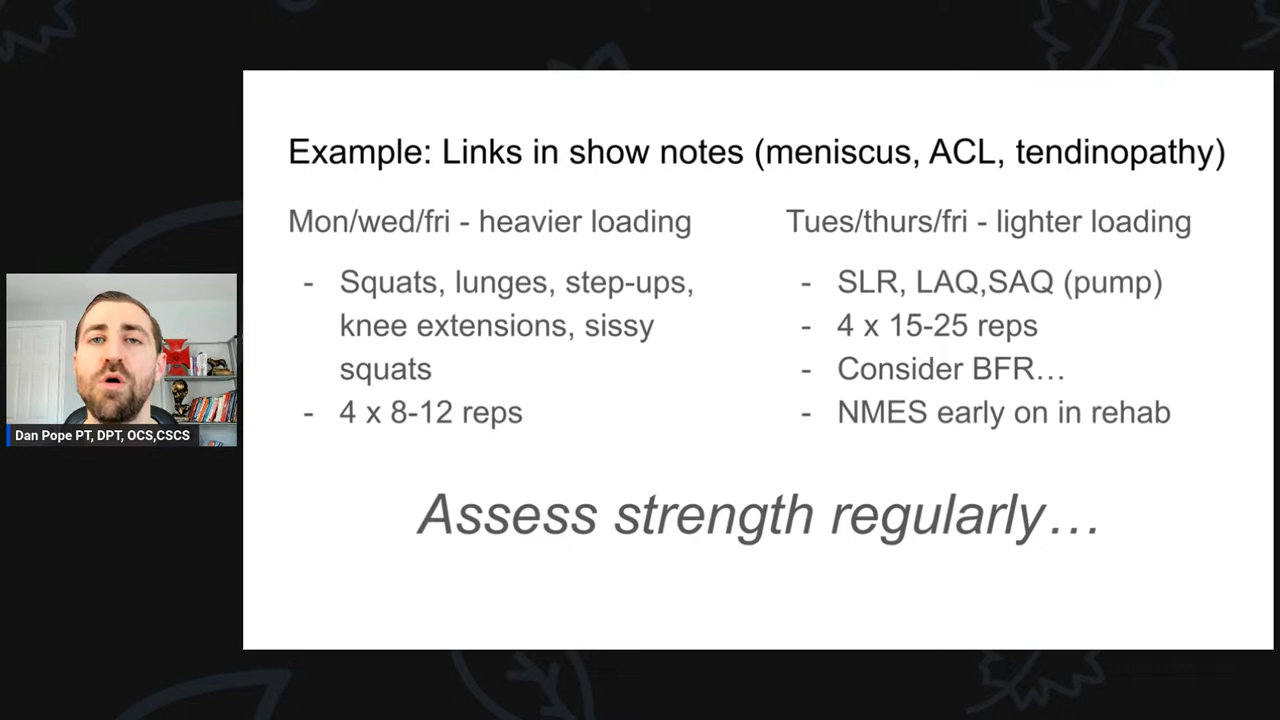 Example: Links in show notes (meniscus, ACL, tendinopathy)
Mon/wed/fri - heavier loading
- Squats, lunges, step-ups,
knee extensions, sissy
squats
- 4 x 8-12 reps
Tues/thurs/fri - lighter loading
- SLR, LAQ,SAQ (pump)
- 4 x 15-25 reps
- Consider BFR…
- NMES early on in rehab
Assess strength regularly…
Dan Pope PT, DPT, OCS,CSCS